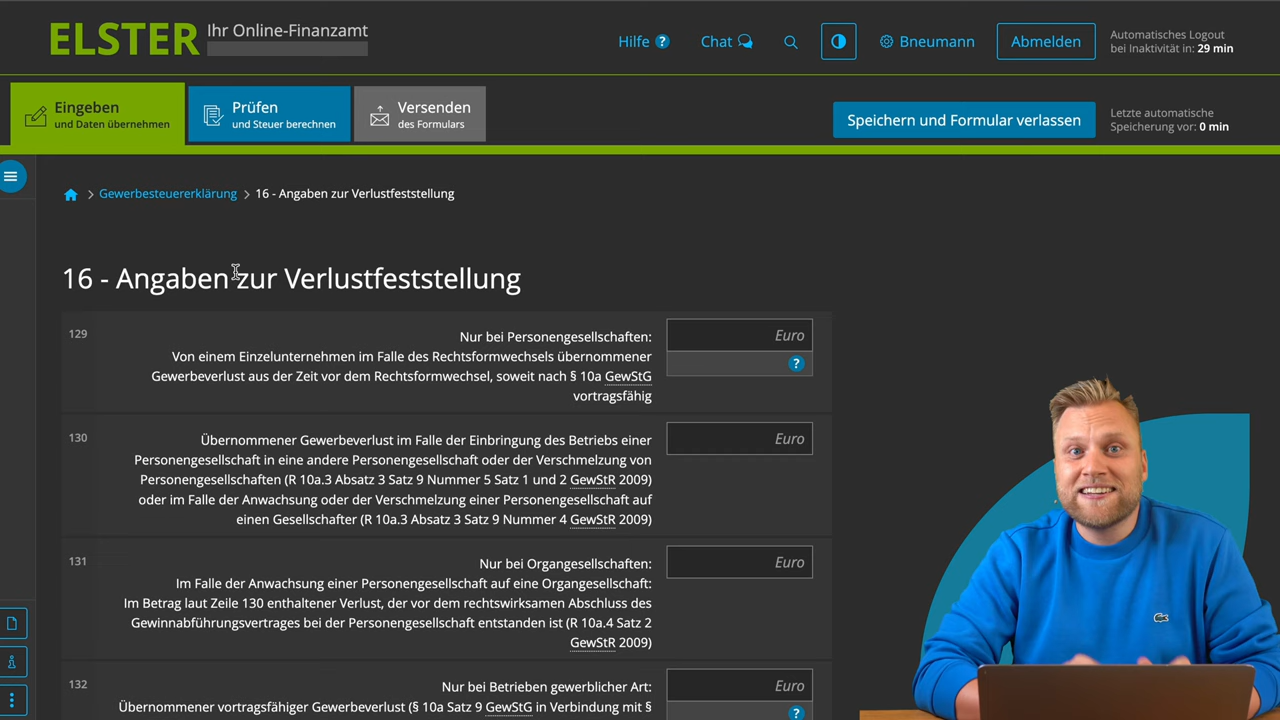 ELSTER
Ihr Online-Finanzamt
Hilfe ?
Chat
Bneumann
Abmelden
Automatisches Logout
bei Inaktivität in: 29 min
Eingeben
und Daten übernehmen
Prüfen
und Steuer berechnen
Versenden
des Formulars
Speichern und Formular verlassen
Letzte automatische
Speicherung vor: 0 min
Gewerbesteuererklärung > 16 - Angaben zur Verlustfeststellung
16 - Angaben zur Verlustfeststellung
129
Nur bei Personengesellschaften:
Von einem Einzelunternehmen im Falle des Rechtsformwechsels übernommener
Gewerbeverlust aus der Zeit vor dem Rechtsformwechsel, soweit nach § 10a GewStG
vortragsfähig
Euro
?
130
Übernommener Gewerbeverlust im Falle der Einbringung des Betriebs einer
Personengesellschaft in eine andere Personengesellschaft oder der Verschmelzung von
Personengesellschaften (R 10a.3 Absatz 3 Satz 9 Nummer 5 Satz 1 und 2 GewStR 2009)
oder im Falle der Anwachsung oder der Verschmelzung einer Personengesellschaft auf
einen Gesellschafter (R 10a.3 Absatz 3 Satz 9 Nummer 4 GewStR 2009)
Euro
131
Nur bei Organgesellschaften:
Im Falle der Anwachsung einer Personengesellschaft auf eine Organgesellschaft:
Im Betrag laut Zeile 130 enthaltener Verlust, der vor dem rechtswirksamen Abschluss des
Gewinnabführungsvertrages bei der Personengesellschaft entstanden ist (R 10a.4 Satz 2
GewStR 2009)
Euro
132
Nur bei Betrieben gewerblicher Art:
Übernommener vortragsfähiger Gewerbeverlust (§ 10a Satz 9 GewStG in Verbindung mit §
Euro
?